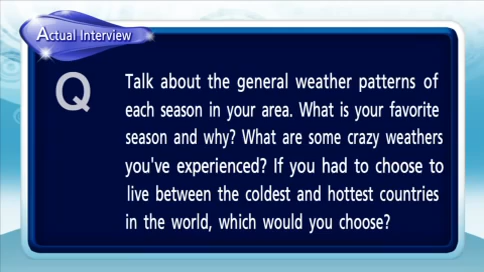 Actual Interview
Q
Talk about the general weather patterns of
each season in your area. What is your favorite
season and why? What are some crazy weathers
you've experienced? If you had to choose to
live between the coldest and hottest countries
in the world, which would you choose?